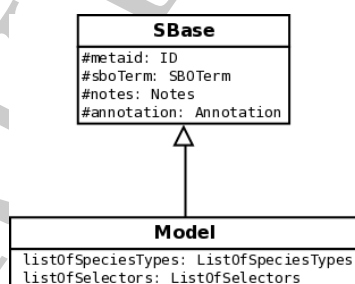 SBase
#metaid: ID
#sboTerm: SBOTerm
#notes: Notes
#annotation: Annotation
Model
listOfSpeciesTypes: ListOfSpeciesTypes
listOfSelectors: ListOfSelectors